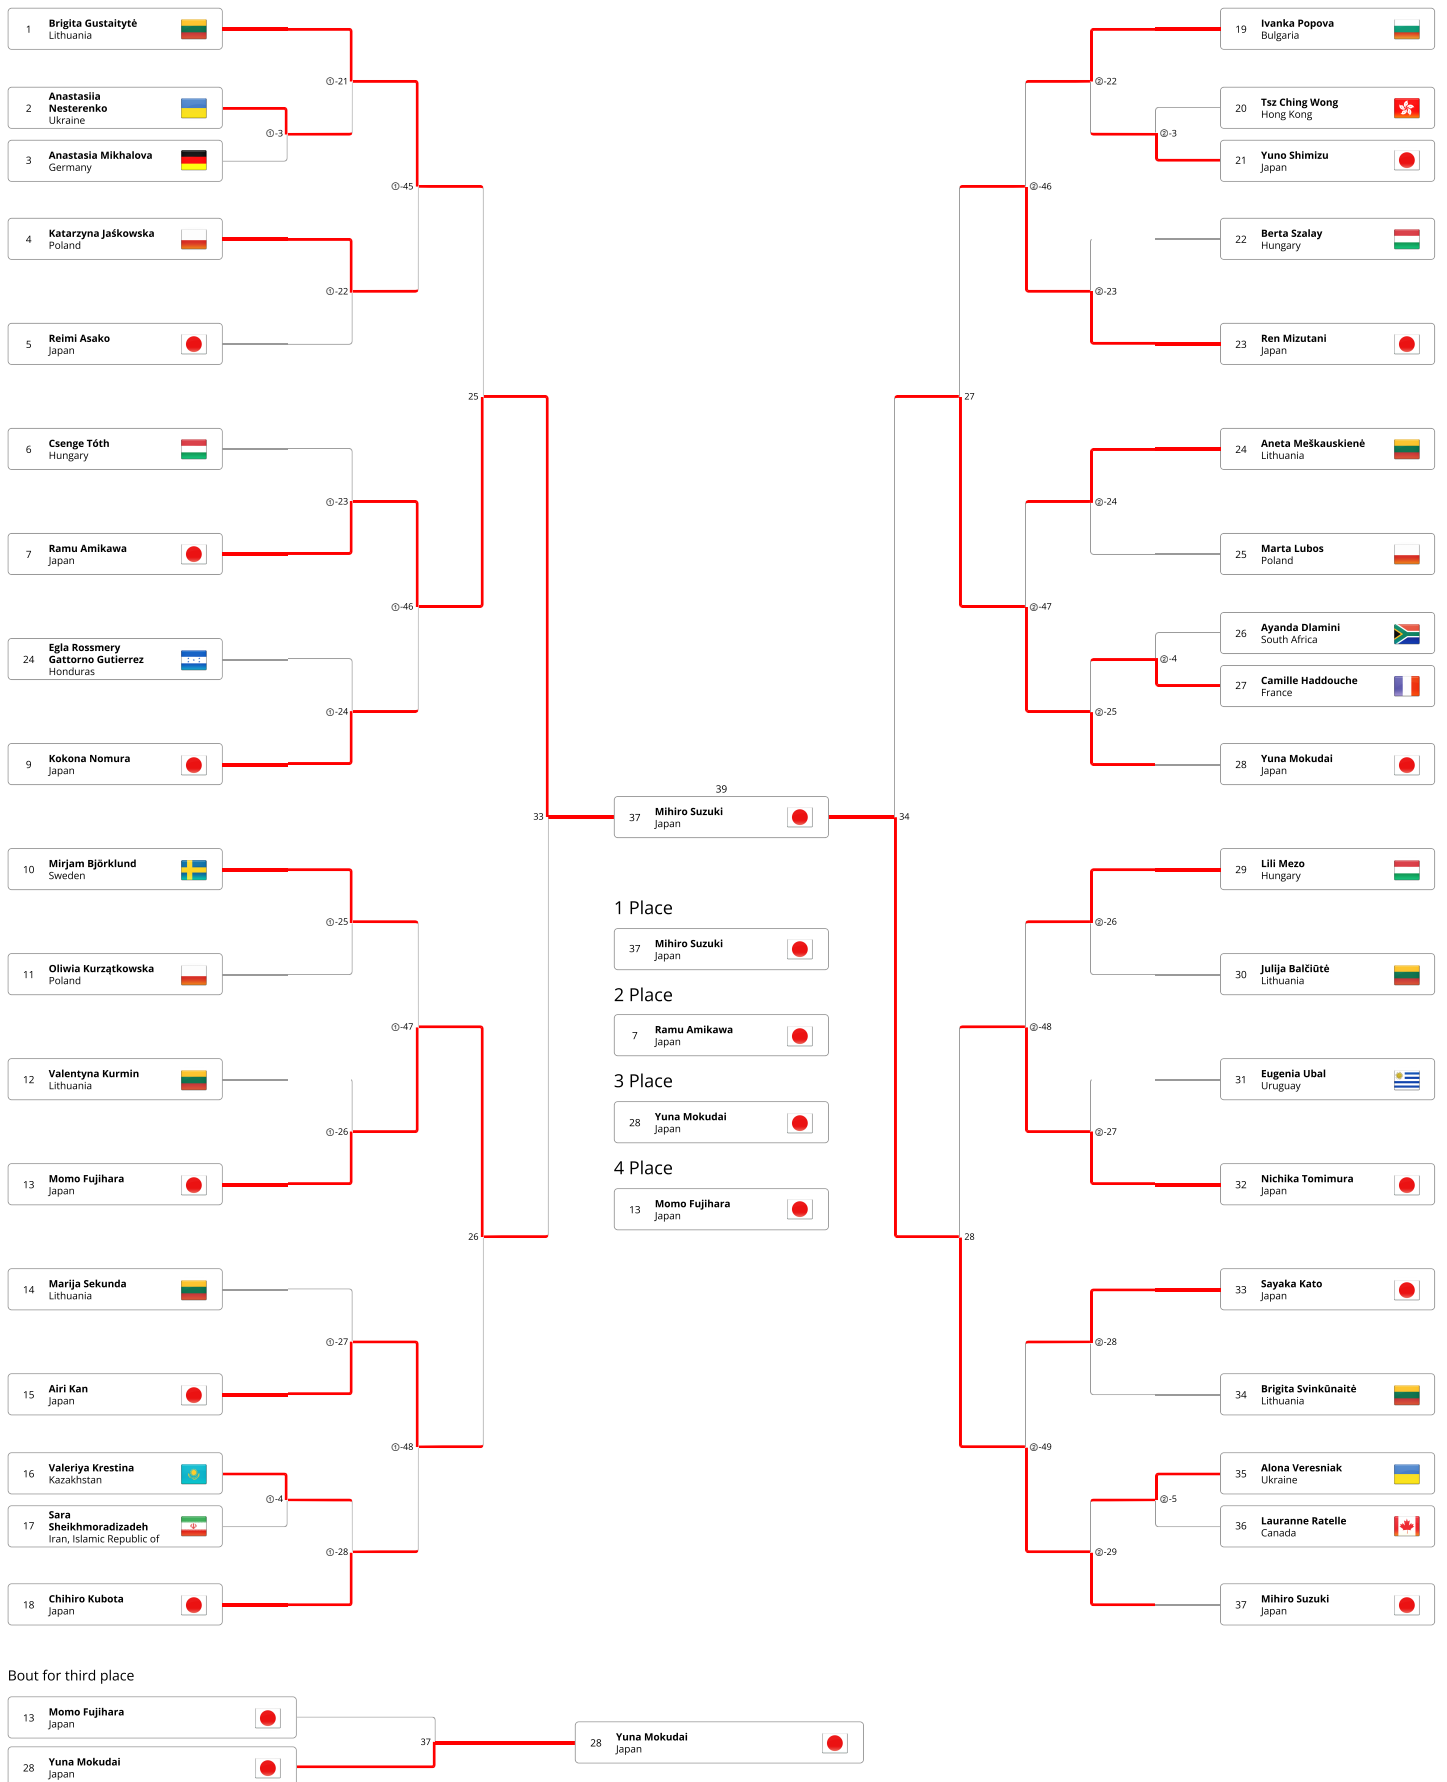 1
Brigita Gustaitytė
Lithuania
①-21
2
Anastasiia
Nesterenko
Ukraine
①-3
3
Anastasia Mikhalova
Germany
①-45
4
Katarzyna Jaśkowska
Poland
①-22
5
Reimi Asako
Japan
25
6
Csenge Tóth
Hungary
①-23
7
Ramu Amikawa
Japan
①-46
24
Egla Rossmery
Gattorno Gutierrez
Honduras
①-24
9
Kokona Nomura
Japan
33
10
Mirjam Björklund
Sweden
①-25
11
Oliwia Kurzątkowska
Poland
①-47
12
Valentyna Kurmin
Lithuania
①-26
13
Momo Fujihara
Japan
26
14
Marija Sekunda
Lithuania
①-27
15
Airi Kan
Japan
①-48
16
Valeriya Krestina
Kazakhstan
①-4
17
Sara
Sheikhmoradizadeh
Iran, Islamic Republic of
①-28
18
Chihiro Kubota
Japan
39
37
Mihiro Suzuki
Japan
1 Place
37
Mihiro Suzuki
Japan
2 Place
7
Ramu Amikawa
Japan
3 Place
28
Yuna Mokudai
Japan
4 Place
13
Momo Fujihara
Japan
19
Ivanka Popova
Bulgaria
②-22
20
Tsz Ching Wong
Hong Kong
②-3
21
Yuno Shimizu
Japan
②-46
22
Berta Szalay
Hungary
②-23
23
Ren Mizutani
Japan
27
24
Aneta Meškauskienė
Lithuania
②-24
25
Marta Lubos
Poland
②-47
26
Ayanda Dlamini
South Africa
②-4
27
Camille Haddouche
France
②-25
28
Yuna Mokudai
Japan
34
29
Lili Mezo
Hungary
②-26
30
Julija Balčiūtė
Lithuania
②-48
31
Eugenia Ubal
Uruguay
②-27
32
Nichika Tomimura
Japan
28
33
Sayaka Kato
Japan
②-28
34
Brigita Svinkūnaitė
Lithuania
②-49
35
Alona Veresniak
Ukraine
②-5
36
Lauranne Ratelle
Canada
②-29
37
Mihiro Suzuki
Japan
Bout for third place
13
Momo Fujihara
Japan
37
28
Yuna Mokudai
Japan
28
Yuna Mokudai
Japan